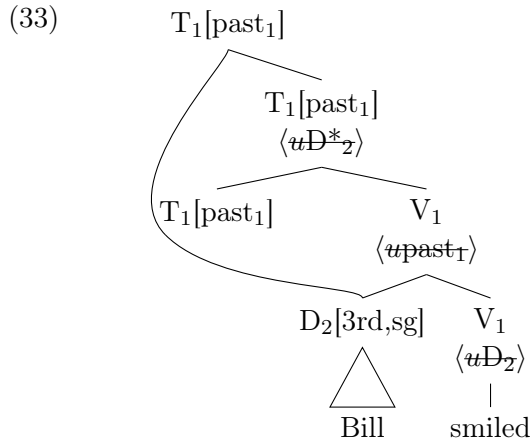 (33)
T₁[past₁]
T₁[past₁]
⟨uD*₂⟩
T₁[past₁] V₁
⟨upast₁⟩
D₂[3rd,sg] V₁
⟨uD₂⟩
Bill smiled